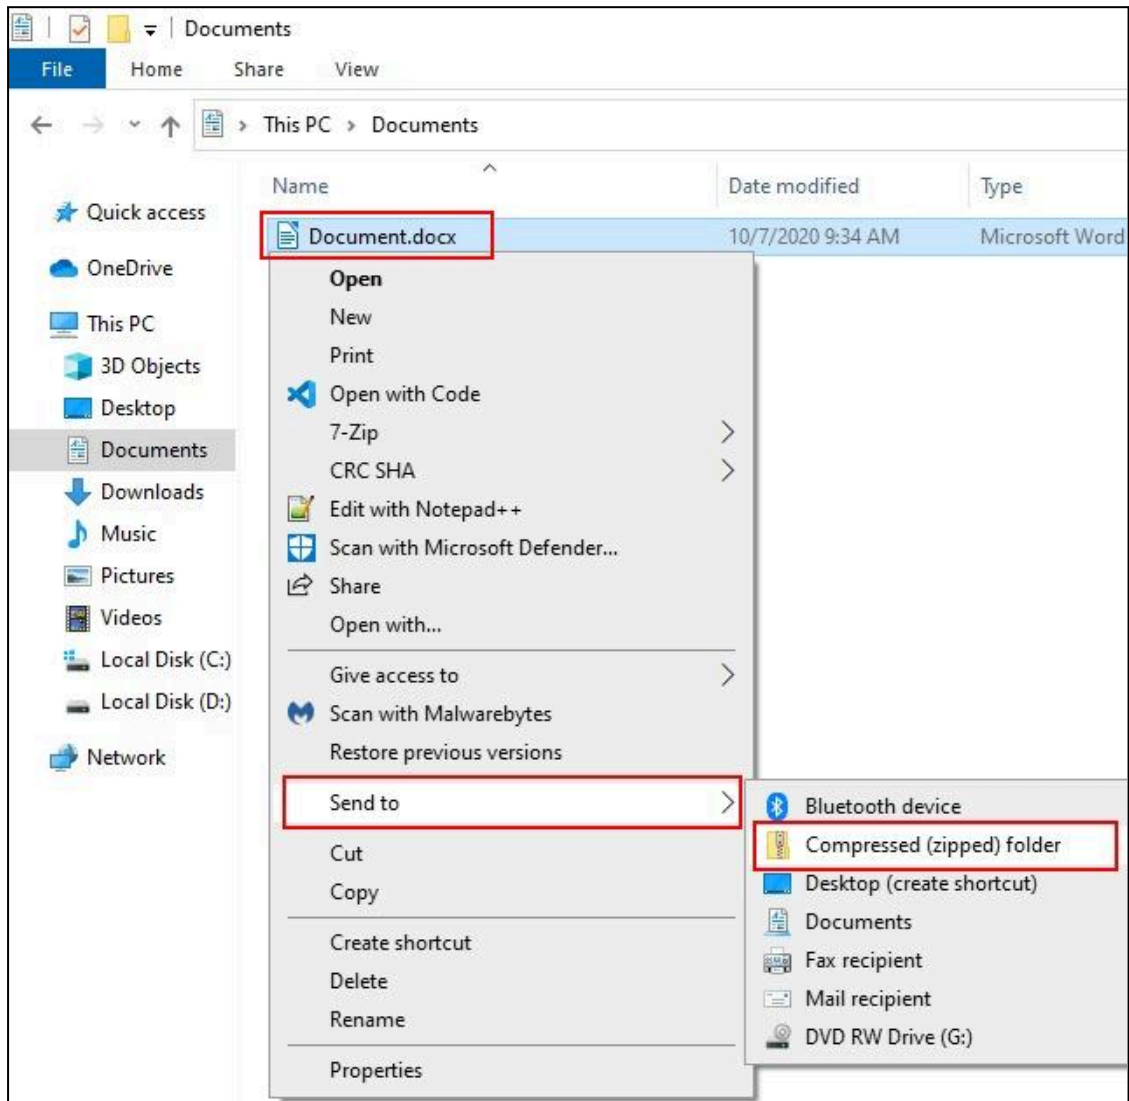 Documents
File Home Share View
This PC > Documents
Name Date modified Type
Quick access
OneDrive
This PC
3D Objects
Desktop
Documents
Downloads
Music
Pictures
Videos
Local Disk (C:)
Local Disk (D:)
Network
Document.docx 10/7/2020 9:34 AM Microsoft Word
Open
New
Print
Open with Code
7-Zip
CRC SHA
Edit with Notepad++
Scan with Microsoft Defender...
Share
Open with...
Give access to
Scan with Malwarebytes
Restore previous versions
Send to
Cut
Copy
Create shortcut
Delete
Rename
Properties
Bluetooth device
Compressed (zipped) folder
Desktop (create shortcut)
Documents
Fax recipient
Mail recipient
DVD RW Drive (G:)